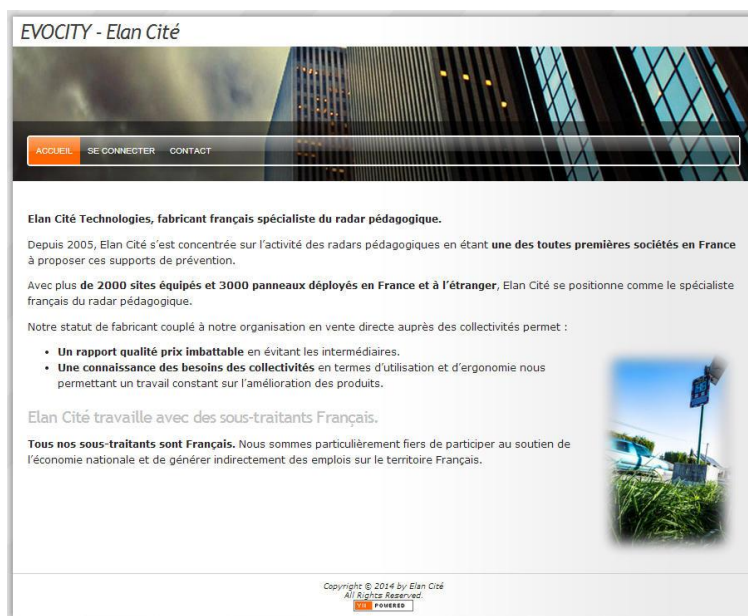 EVOCITY - Elan Cité
ACCUEIL SE CONNECTER CONTACT
Elan Cité Technologies, fabricant français spécialiste du radar pédagogique.
Depuis 2005, Elan Cité s'est concentrée sur l'activité des radars pédagogiques en étant une des toutes premières sociétés en France
à proposer ces supports de prévention.
Avec plus de 2000 sites équipés et 3000 panneaux déployés en France et à l'étranger, Elan Cité se positionne comme le spécialiste
français du radar pédagogique.
Notre statut de fabricant couplé à notre organisation en vente directe auprès des collectivités permet :
• Un rapport qualité prix imbattable en évitant les intermédiaires.
• Une connaissance des besoins des collectivités en termes d'utilisation et d'ergonomie nous
permettant un travail constant sur l'amélioration des produits.
Elan Cité travaille avec des sous-traitants Français.
Tous nos sous-traitants sont Français. Nous sommes particulièrement fiers de participer au soutien de
l'économie nationale et de générer indirectement des emplois sur le territoire Français.
Copyright © 2014 by Elan Cité
All Rights Reserved.
YII POWERED